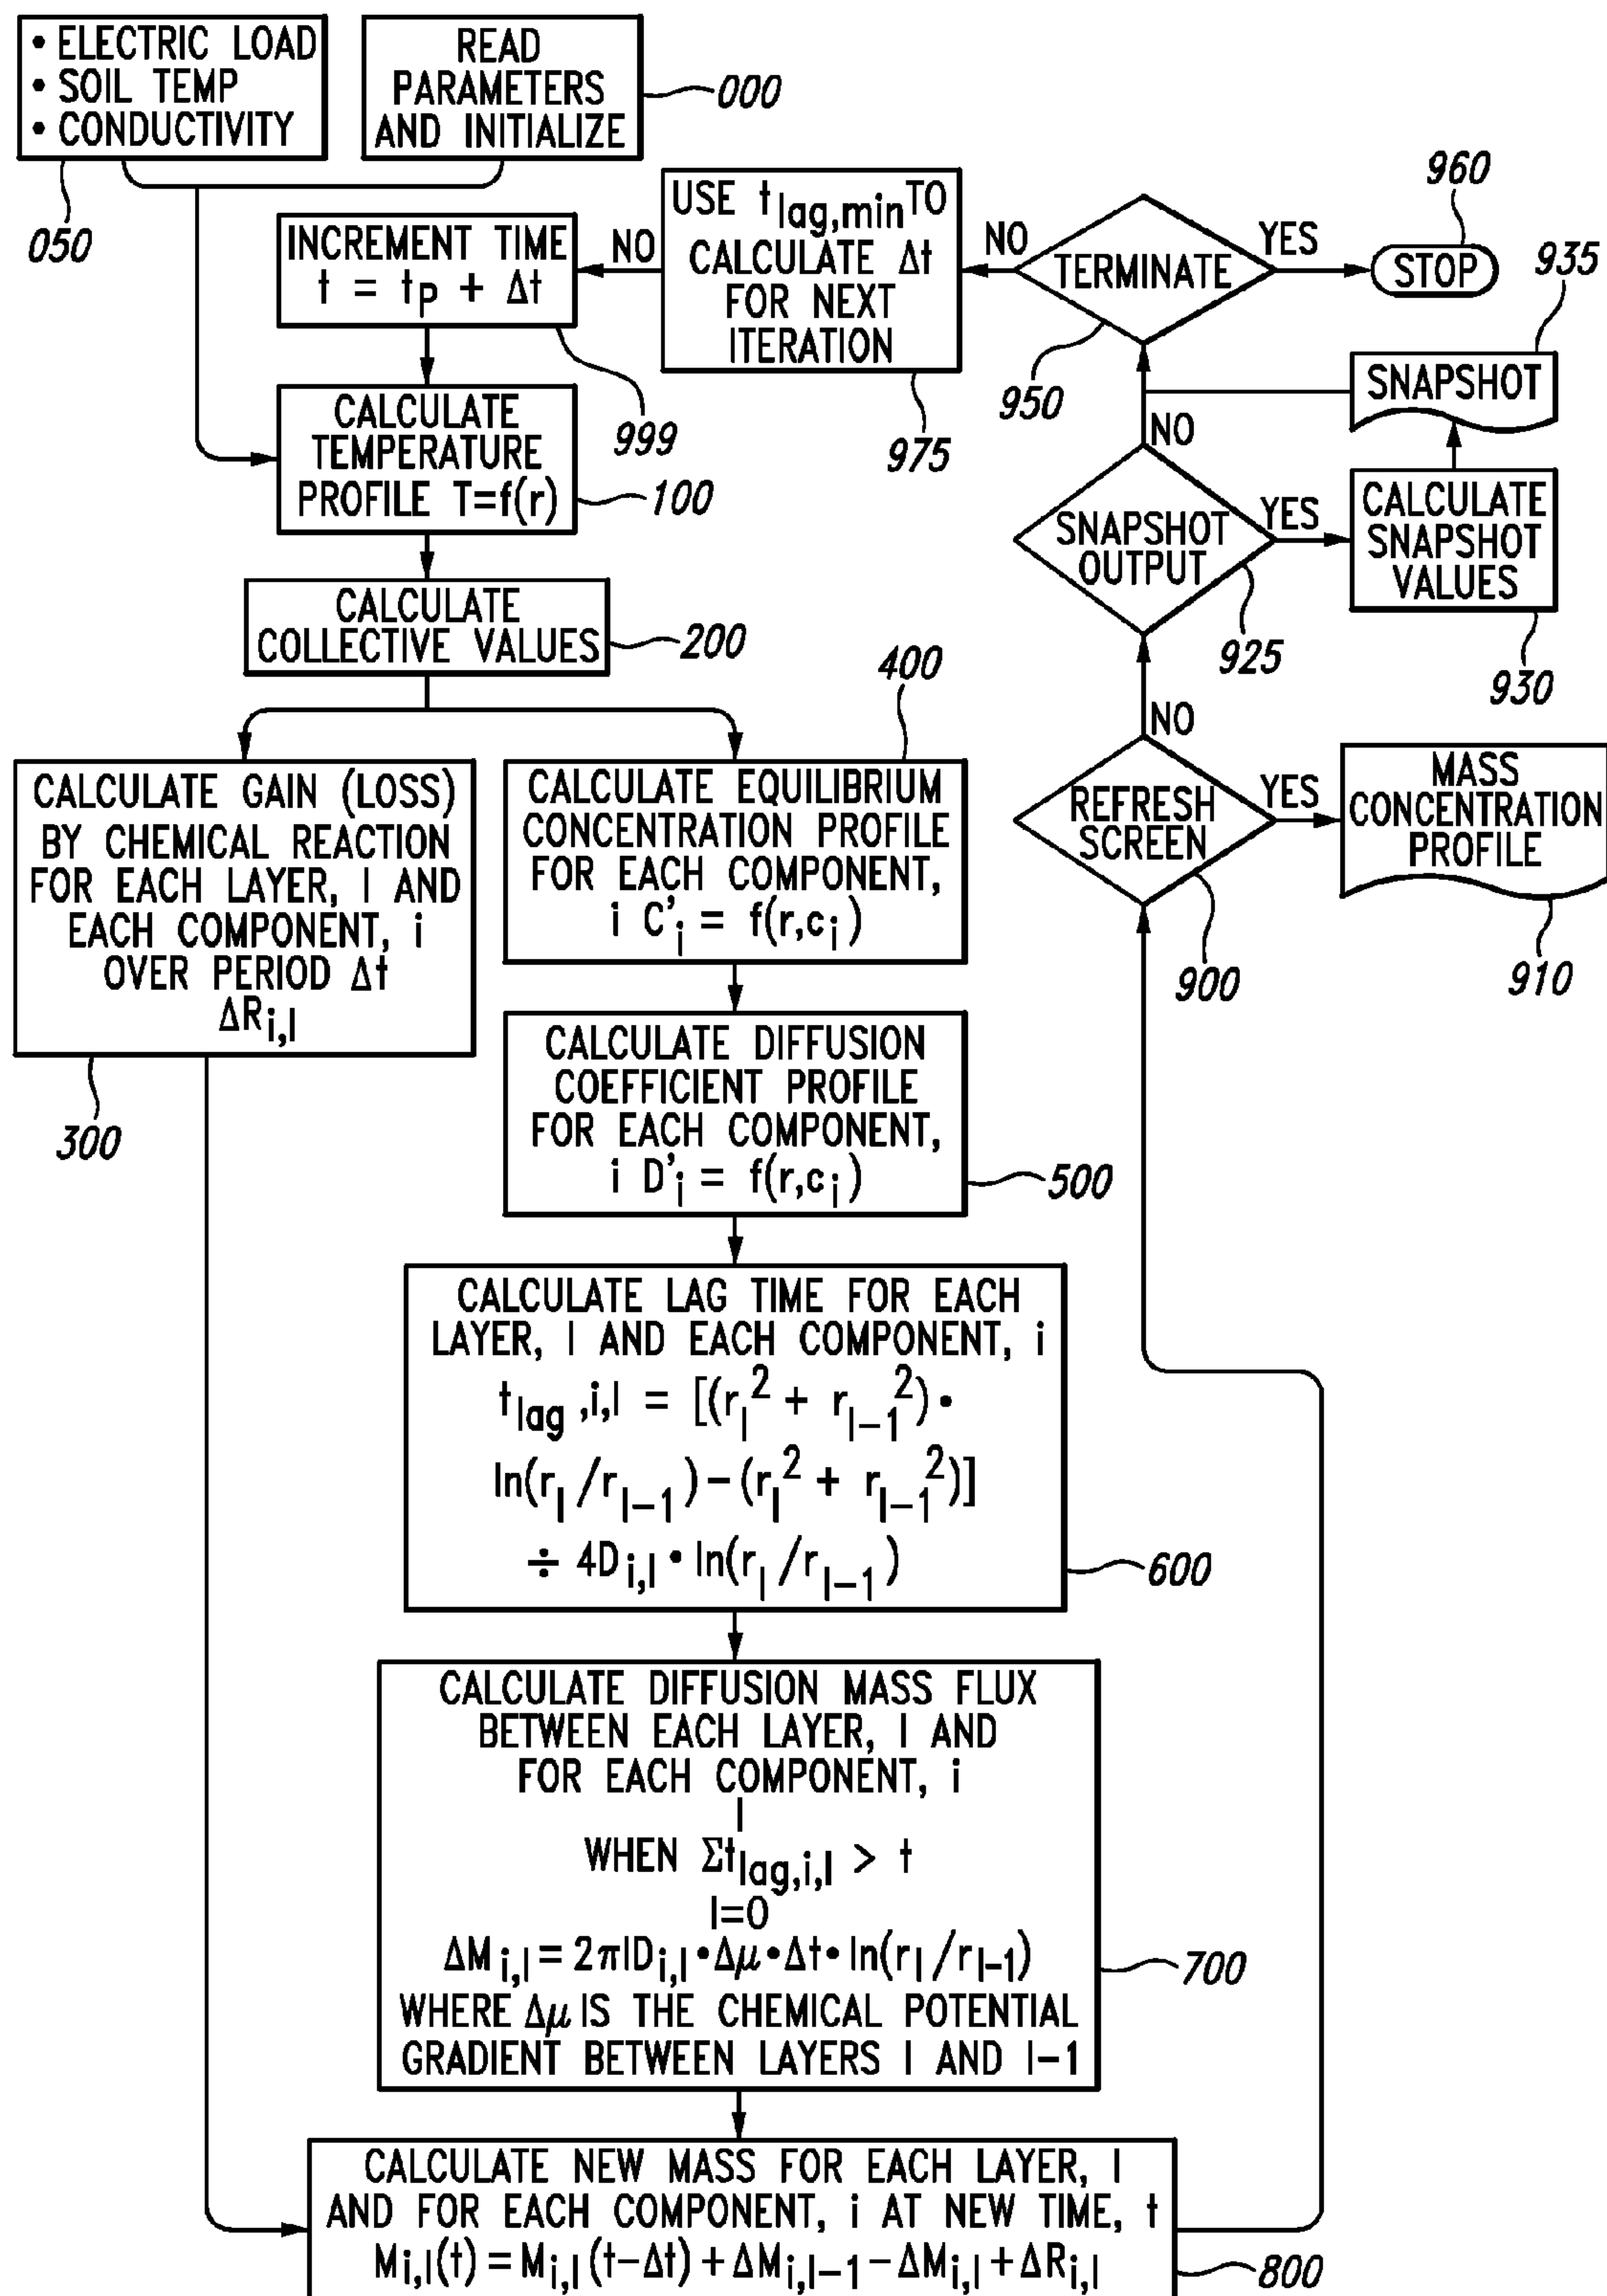 • ELECTRIC LOAD
• SOIL TEMP
• CONDUCTIVITY
050
READ
PARAMETERS
AND INITIALIZE
000
INCREMENT TIME
t = tp + Δt
999
NO
USE tlag,min TO
CALCULATE Δt
FOR NEXT
ITERATION
975
NO
TERMINATE
950
YES
STOP
960
CALCULATE
TEMPERATURE
PROFILE T=f(r)
100
SNAPSHOT
935
NO
SNAPSHOT
OUTPUT
925
YES
CALCULATE
SNAPSHOT
VALUES
930
CALCULATE
COLLECTIVE VALUES
200
NO
REFRESH
SCREEN
900
YES
MASS
CONCENTRATION
PROFILE
910
CALCULATE GAIN (LOSS)
BY CHEMICAL REACTION
FOR EACH LAYER, l AND
EACH COMPONENT, i
OVER PERIOD Δt
ΔRi,l
300
400
CALCULATE EQUILIBRIUM
CONCENTRATION PROFILE
FOR EACH COMPONENT,
i C'i = f(r,ci)
CALCULATE DIFFUSION
COEFFICIENT PROFILE
FOR EACH COMPONENT,
i D'i = f(r,ci)
500
CALCULATE LAG TIME FOR EACH
LAYER, l AND EACH COMPONENT, i
tlag ,i,l = [(rl² + rl–1²)•
ln(rl/rl–1)–(rl² + rl–1²)]
÷ 4Di,l • ln(rl/rl–1)
600
CALCULATE DIFFUSION MASS FLUX
BETWEEN EACH LAYER, l AND
FOR EACH COMPONENT, i
l
WHEN Σtlag,i,l > t
l=0
ΔMi,l = 2πlDi,l•Δμ•Δt•ln(rl/rl–1)
WHERE Δμ IS THE CHEMICAL POTENTIAL
GRADIENT BETWEEN LAYERS l AND l–1
700
CALCULATE NEW MASS FOR EACH LAYER, l
AND FOR EACH COMPONENT, i AT NEW TIME, t
Mi,l(t) = Mi,l(t–Δt) + ΔMi,l–1 – ΔMi,l + ΔRi,l
800